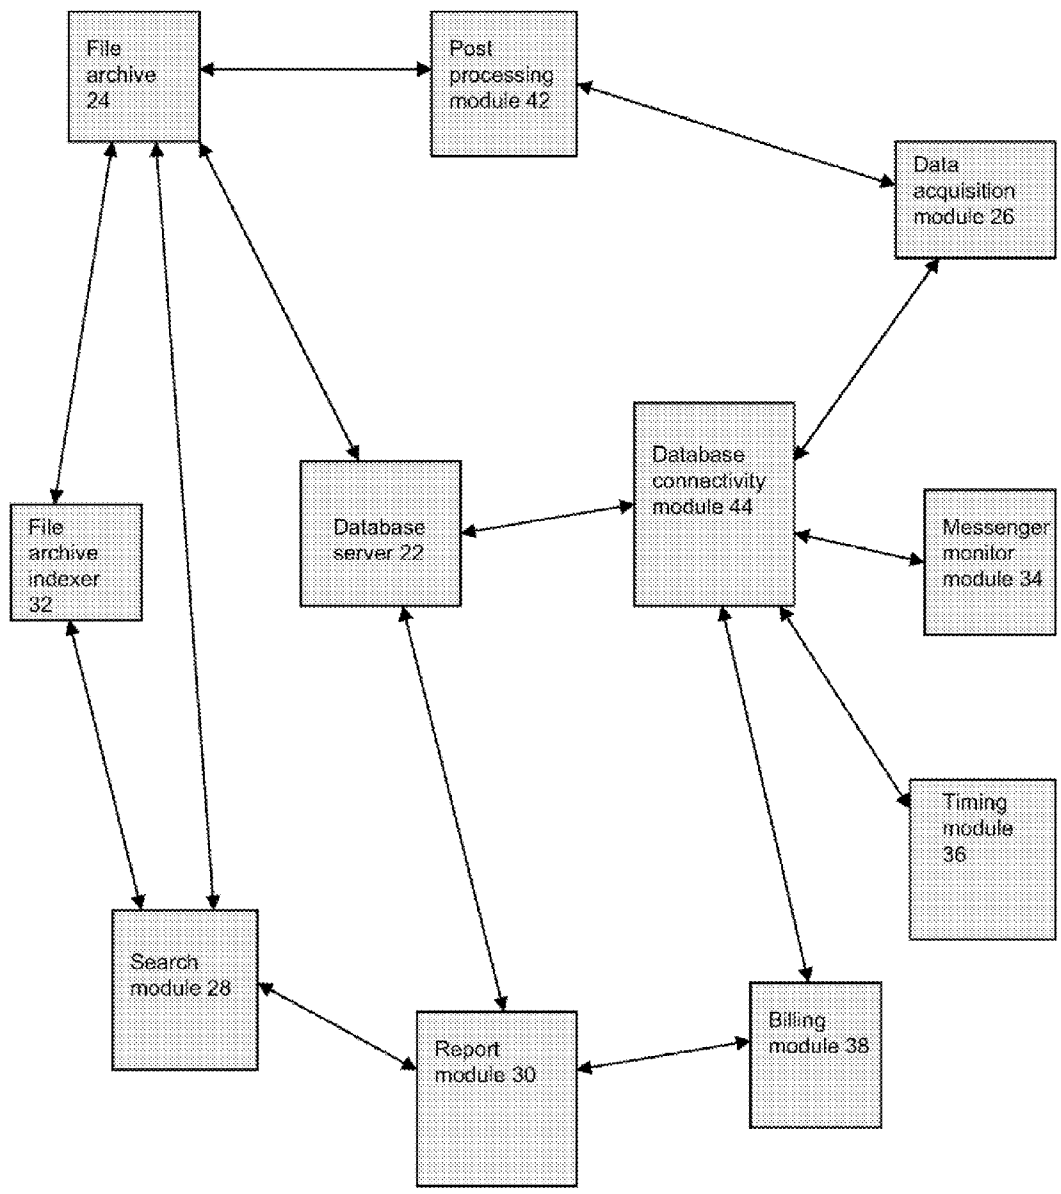 File
archive
24
Post
processing
module 42
Data
acquisition
module 26
Database
connectivity
module 44
Database
server 22
Messenger
monitor
module 34
File
archive
indexer
32
Timing
module
36
Search
module 28
Report
module 30
Billing
module 38